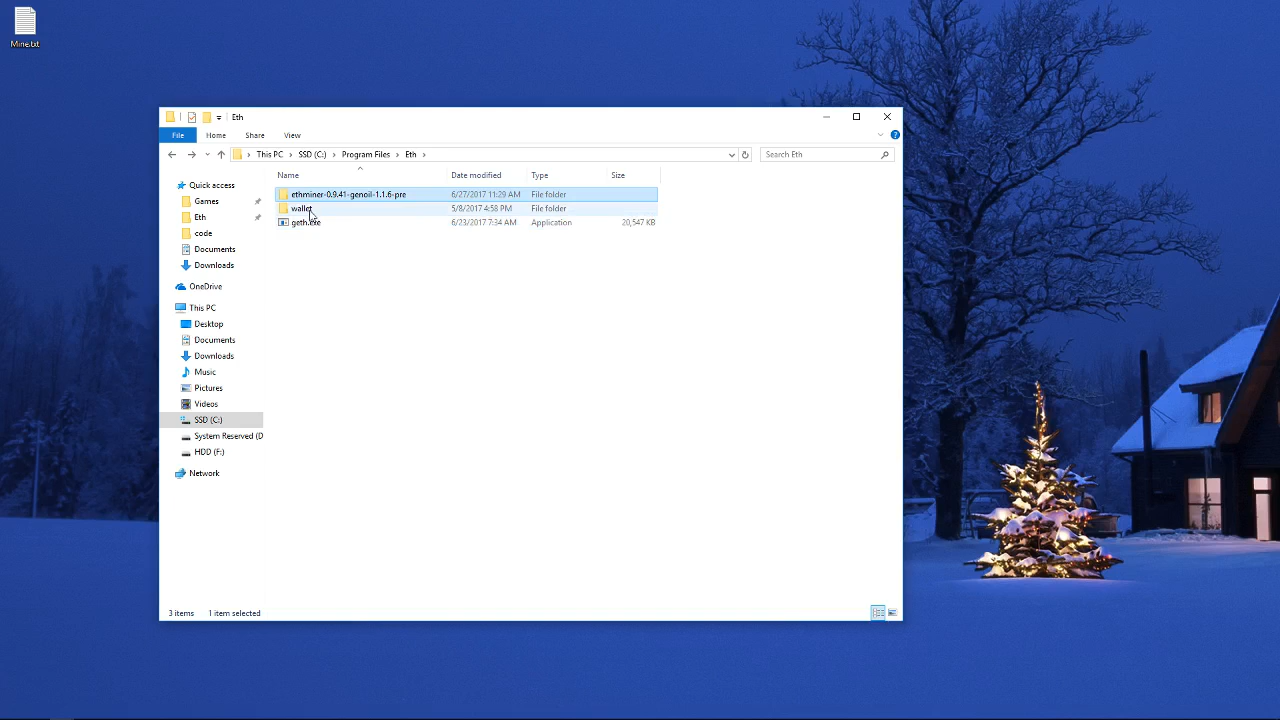 Mine.txt
Eth
File Home Share View
This PC SSD (C:) Program Files Eth
Search Eth
Name Date modified Type Size
Quick access
ethminer-0.9.41-genoil-1.1.6-pre 6/27/2017 11:29 AM File folder
Games
wallet 5/8/2017 4:58 PM File folder
Eth
geth.exe 6/23/2017 7:34 AM Application 20,547 KB
code
Documents
Downloads
OneDrive
This PC
Desktop
Documents
Downloads
Music
Pictures
Videos
SSD (C:)
System Reserved (D
HDD (F:)
Network
3 items 1 item selected